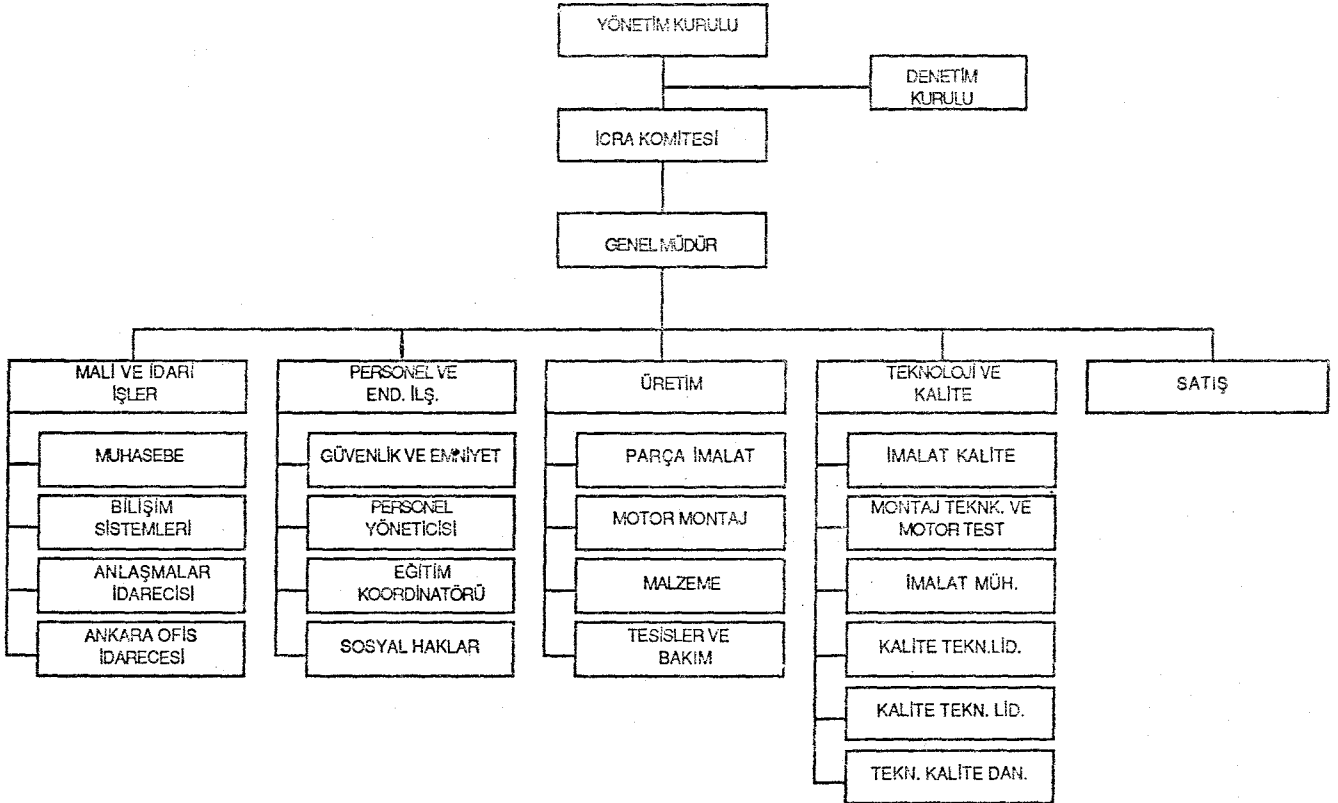 YÖNETİM KURULU
DENETİM
KURULU
İCRA KOMİTESİ
GENEL MÜDÜR
MALİ VE İDARİ
İŞLER
MUHASEBE
BİLİŞİM
SİSTEMLERİ
ANLAŞMALAR
İDARECİSİ
ANKARA OFİS
İDARECESİ
PERSONEL VE
END. İLŞ.
GÜVENLİK VE EMNİYET
PERSONEL
YÖNETİCİSİ
EĞİTİM
KOORDİNATÖRÜ
SOSYAL HAKLAR
ÜRETİM
PARÇA İMALAT
MOTOR MONTAJ
MALZEME
TESİSLER VE
BAKIM
TEKNOLOJİ VE
KALİTE
İMALAT KALİTE
MONTAJ TEKNK. VE
MOTOR TEST
İMALAT MÜH.
KALİTE TEKN.LİD.
KALİTE TEKN. LİD.
TEKN. KALİTE DAN.
SATIŞ